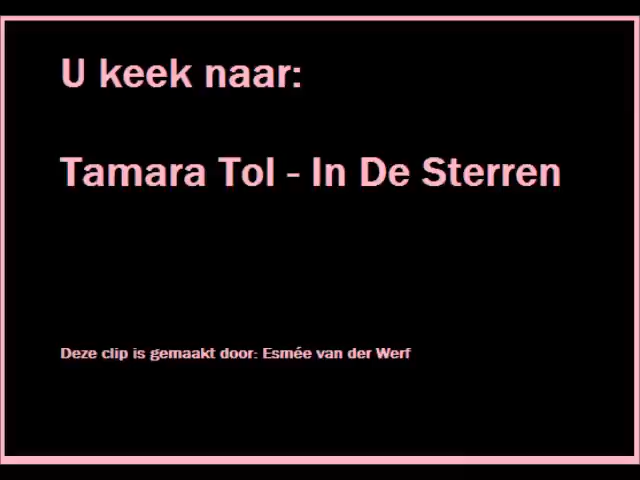 U keek naar:
Tamara Tol - In De Sterren
Deze clip is gemaakt door: Esmée van der Werf